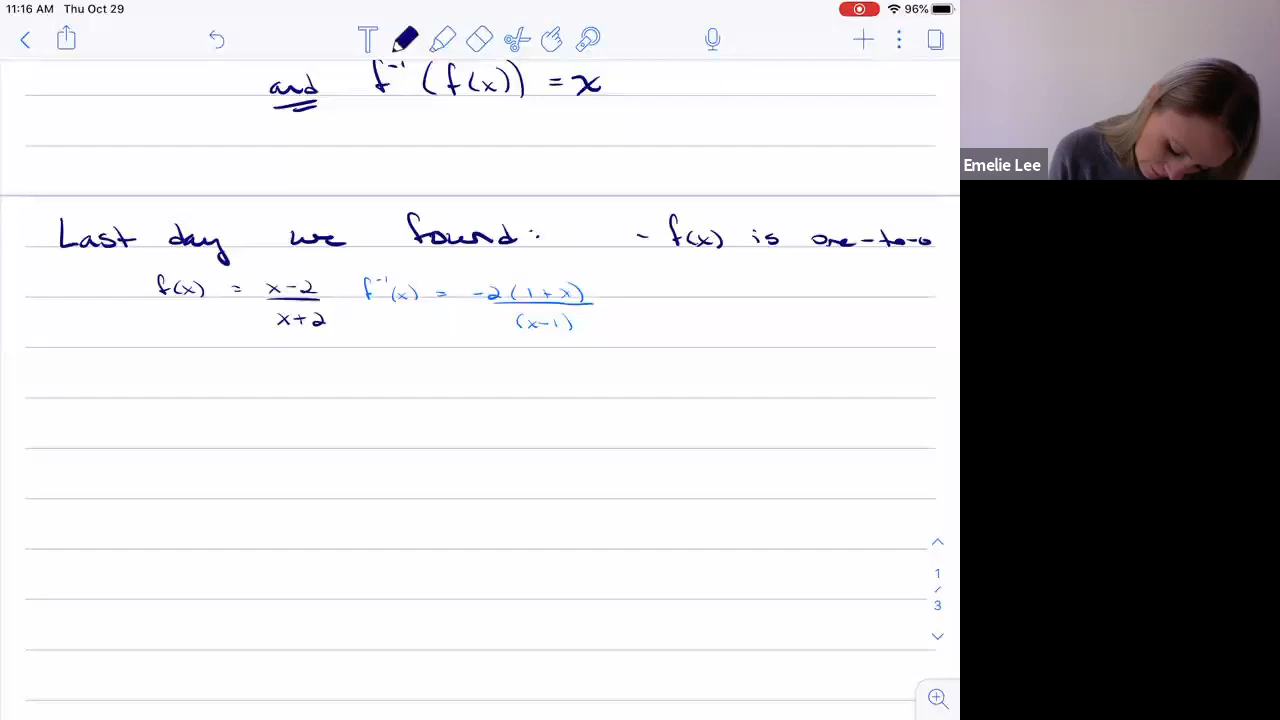 11:16 AM Thu Oct 29
96%
and f⁻¹(f(x)) = x
Last day we found: - f(x) is one-to-o
f(x) = x-2 / x+2 f⁻¹(x) = -2(1+x) / (x-1)
Emelie Lee
1
/
3